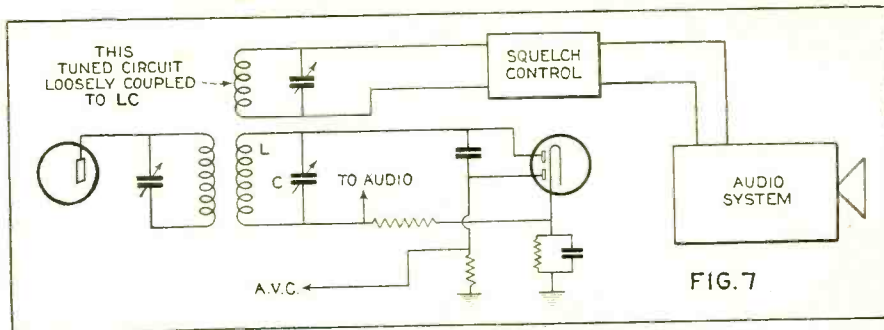 THIS
TUNED CIRCUIT
LOOSELY COUPLED
TO LC
SQUELCH
CONTROL
L
C
TO AUDIO
AUDIO
SYSTEM
A.V.C.
FIG.7